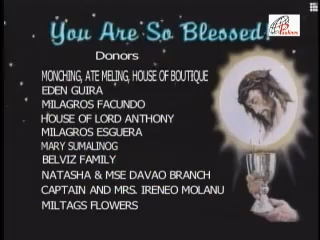 You Are So Blessed!
Donors
MONCHING, ATE MELING, HOUSE OF BOUTIQUE
EDEN GUIRA
MILAGROS FACUNDO
HOUSE OF LORD ANTHONY
MILAGROS ESGUERA
MARY SUMALINOG
BELVIZ FAMILY
NATASHA & MSE DAVAO BRANCH
CAPTAIN AND MRS. IRENEO MOLANU
MILTAGS FLOWERS